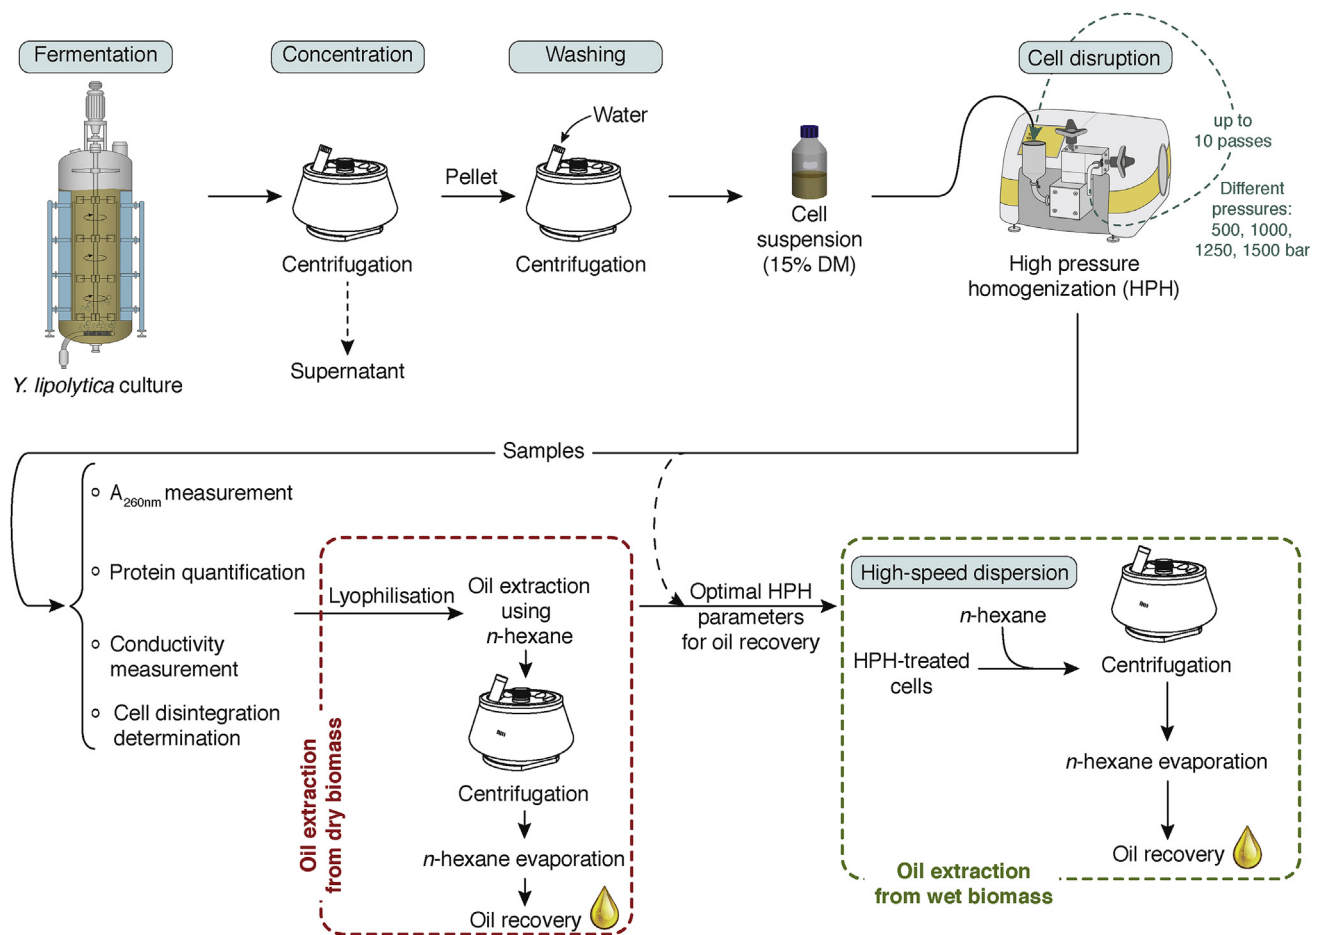 Fermentation
Concentration
Washing
Cell disruption
Water
up to
10 passes
Pellet
Different
pressures:
500, 1000,
1250, 1500 bar
Cell
suspension
(15% DM)
Centrifugation
Centrifugation
High pressure
homogenization (HPH)
Supernatant
Y. lipolytica culture
Samples
A260nm measurement
Protein quantification
Conductivity
measurement
Cell disintegration
determination
Lyophilisation
Oil extraction
using
n-hexane
Centrifugation
n-hexane evaporation
Oil recovery
Oil extraction
from dry biomass
Optimal HPH
parameters
for oil recovery
High-speed dispersion
n-hexane
HPH-treated
cells
Centrifugation
n-hexane evaporation
Oil recovery
Oil extraction
from wet biomass